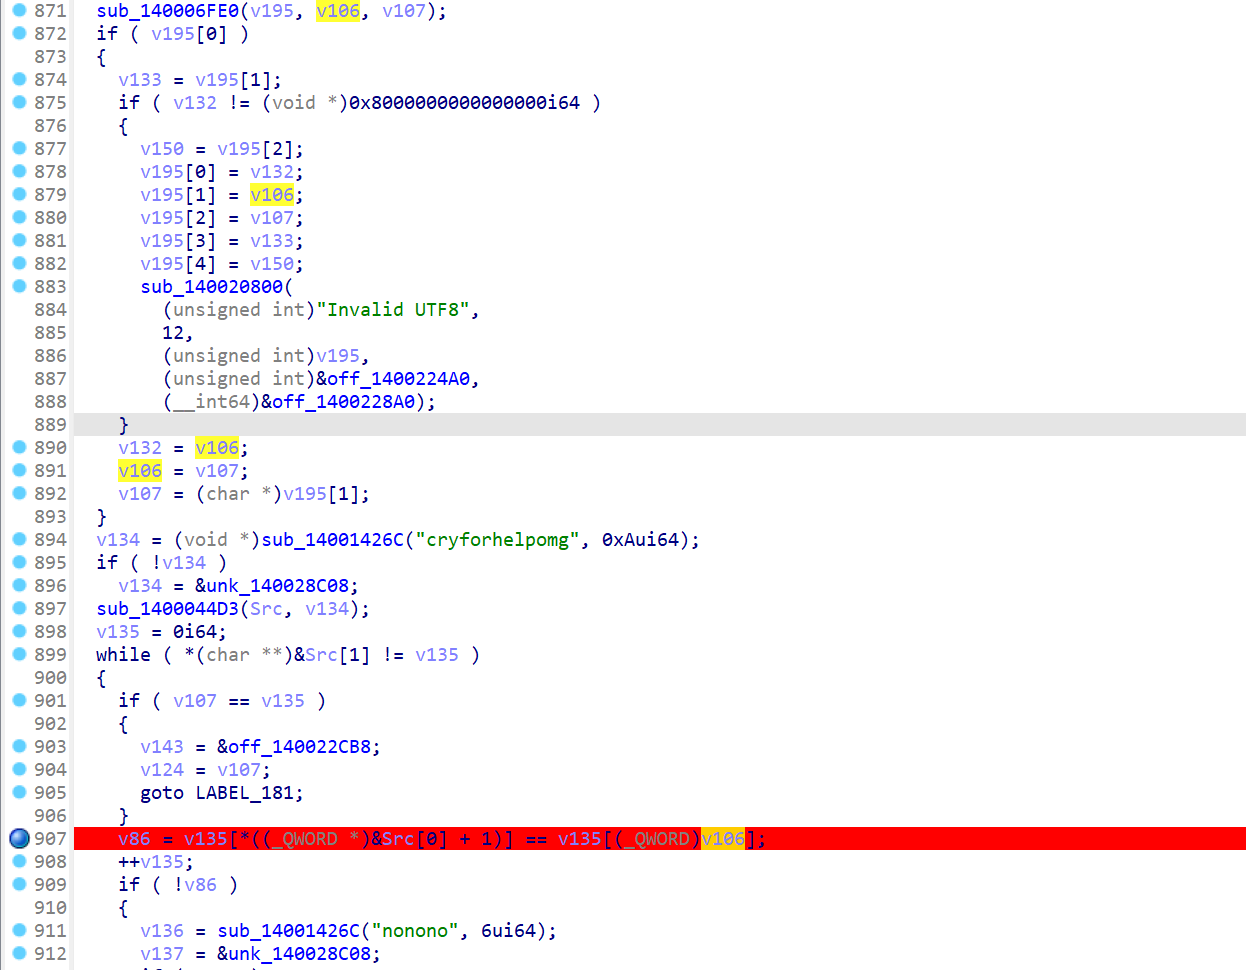 871 sub_140006FE0(v195, v106, v107);
872 if ( v195[0] )
873 {
874 v133 = v195[1];
875 if ( v132 != (void *)0x8000000000000000i64 )
876 {
877 v150 = v195[2];
878 v195[0] = v132;
879 v195[1] = v106;
880 v195[2] = v107;
881 v195[3] = v133;
882 v195[4] = v150;
883 sub_140020800(
884 (unsigned int)"Invalid UTF8",
885 12,
886 (unsigned int)v195,
887 (unsigned int)&off_1400224A0,
888 (__int64)&off_1400228A0);
889 }
890 v132 = v106;
891 v106 = v107;
892 v107 = (char *)v195[1];
893 }
894 v134 = (void *)sub_14001426C("cryforhelpomg", 0xAui64);
895 if ( !v134 )
896 v134 = &unk_140028C08;
897 sub_1400044D3(Src, v134);
898 v135 = 0i64;
899 while ( *(char **)&Src[1] != v135 )
900 {
901 if ( v107 == v135 )
902 {
903 v143 = &off_140022CB8;
904 v124 = v107;
905 goto LABEL_181;
906 }
907 v86 = v135[*((_QWORD *)&Src[0] + 1)] == v135[(_QWORD)v106];
908 ++v135;
909 if ( !v86 )
910 {
911 v136 = sub_14001426C("nonono", 6ui64);
912 v137 = &unk_140028C08;